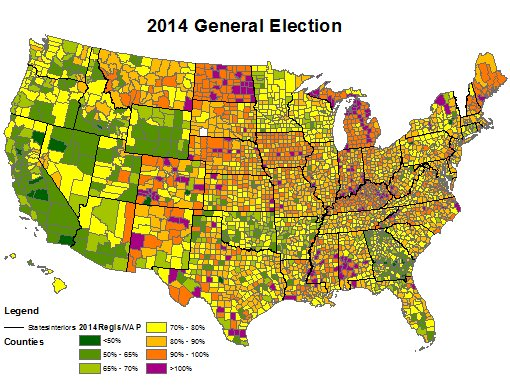 2014 General Election
Legend
States Interiors 2014 Regis/VAP
Counties
<50%
50% - 65%
65% - 70%
70% - 80%
80% - 90%
90% - 100%
>100%